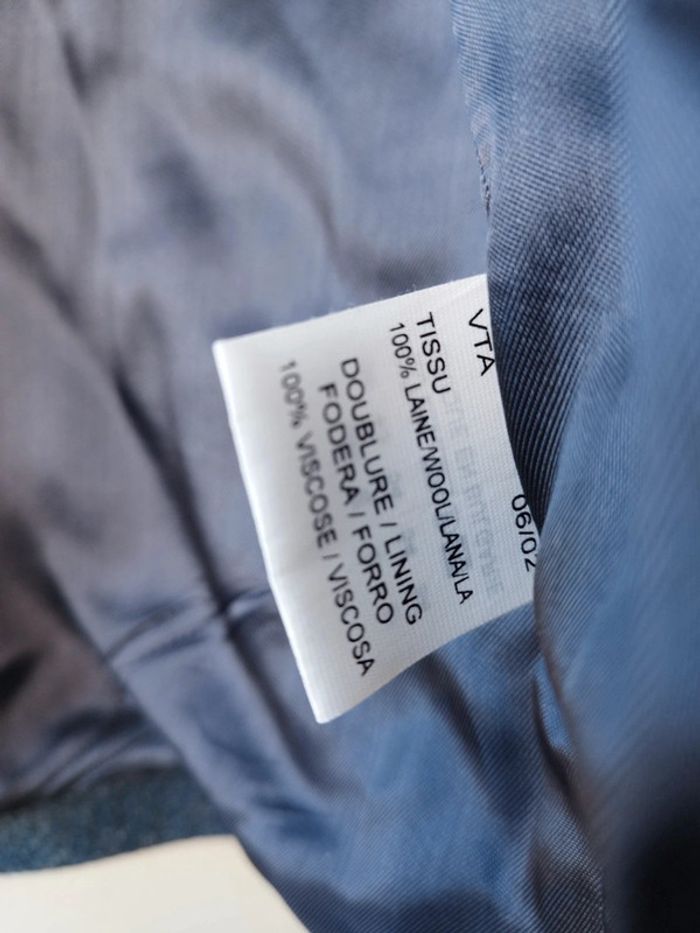 VTA 06/02
TISSU
100% LAINE/WOOL/LANA/LA
DOUBLURE / LINING
FODERA / FORRO
100% VISCOSE / VISCOSA